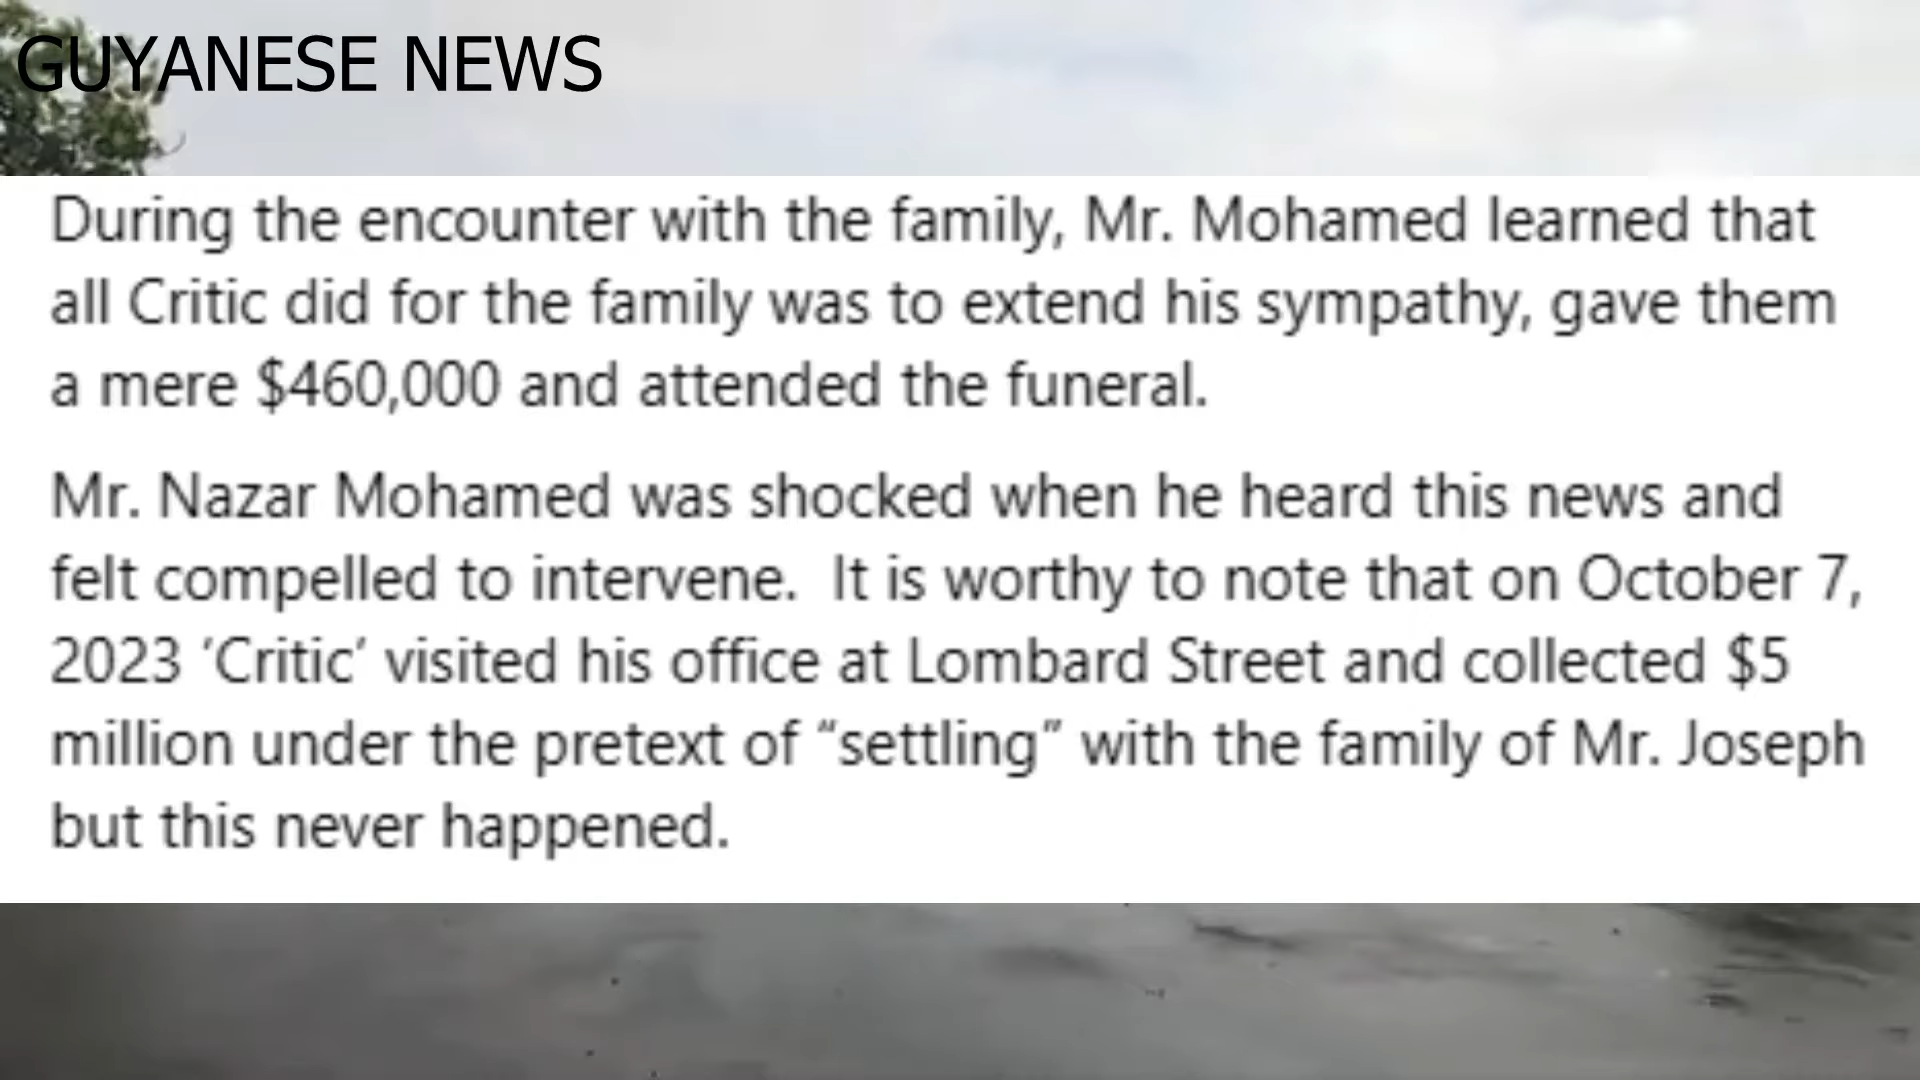 GUYANESE NEWS
During the encounter with the family, Mr. Mohamed learned that
all Critic did for the family was to extend his sympathy, gave them
a mere $460,000 and attended the funeral.
Mr. Nazar Mohamed was shocked when he heard this news and
felt compelled to intervene.  It is worthy to note that on October 7,
2023 ‘Critic’ visited his office at Lombard Street and collected $5
million under the pretext of “settling” with the family of Mr. Joseph
but this never happened.